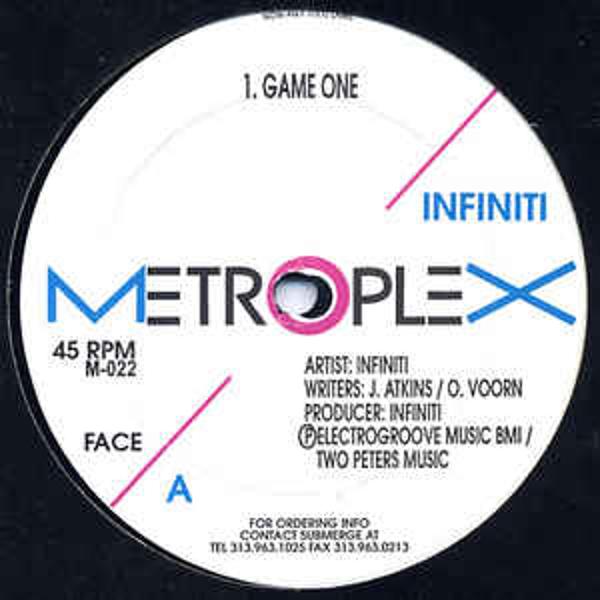 1. GAME ONE
INFINITI
METROPLEX
45 RPM
M-022
ARTIST: INFINITI
WRITERS: J. ATKINS / O. VOORN
PRODUCER: INFINITI
ⓅELECTROGROOVE MUSIC BMI /
TWO PETERS MUSIC
FACE
A
FOR ORDERING INFO
CONTACT SUBMERGE AT
TEL 313.963.1025 FAX 313.963.0213